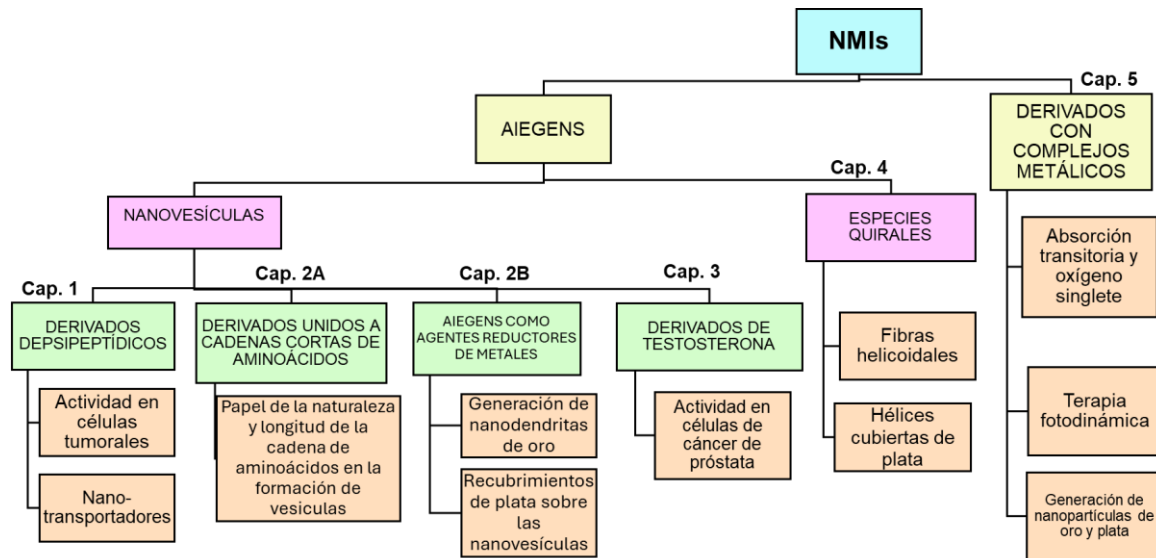 NMIs
Cap. 5
AIEGENS
DERIVADOS
CON
COMPLEJOS
METÁLICOS
Cap. 4
NANOVESÍCULAS
ESPECIES
QUIRALES
Absorción
transitoria y
oxígeno
singlete
Cap. 1
Cap. 2A
Cap. 2B
Cap. 3
DERIVADOS
DEPSIPEPTÍDICOS
DERIVADOS UNIDOS A
CADENAS CORTAS DE
AMINOÁCIDOS
AIEGENS COMO
AGENTES REDUCTORES
DE METALES
DERIVADOS DE
TESTOSTERONA
Fibras
helicoidales
Actividad en
células
tumorales
Papel de la naturaleza
y longitud de la
cadena de
aminoácidos en la
formación de
vesiculas
Generación de
nanodendritas
de oro
Actividad en
células de
cáncer de
próstata
Hélices
cubiertas de
plata
Terapia
fotodinámica
Nano-
transportadores
Recubrimientos
de plata sobre
las
nanovesículas
Generación de
nanopartículas de
oro y plata